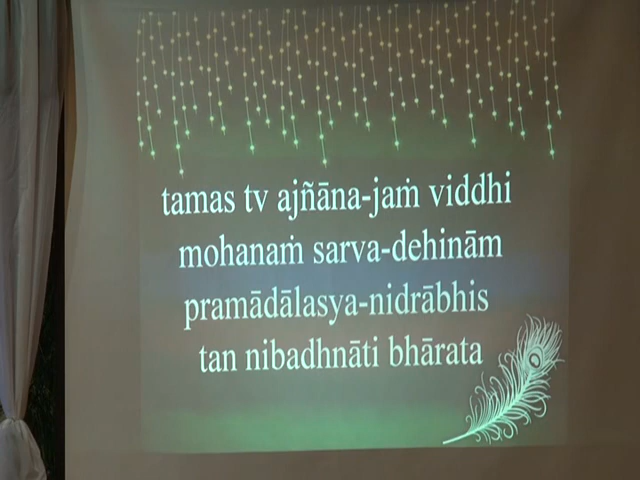 tamas tv ajñāna-jaṁ viddhi
mohanaṁ sarva-dehinām
pramādālasya-nidrābhis
tan nibadhnāti bhārata